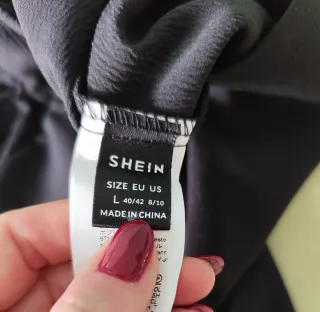 SHEIN
SIZE EU US
L 40/42 8/10
MADE IN CHINA